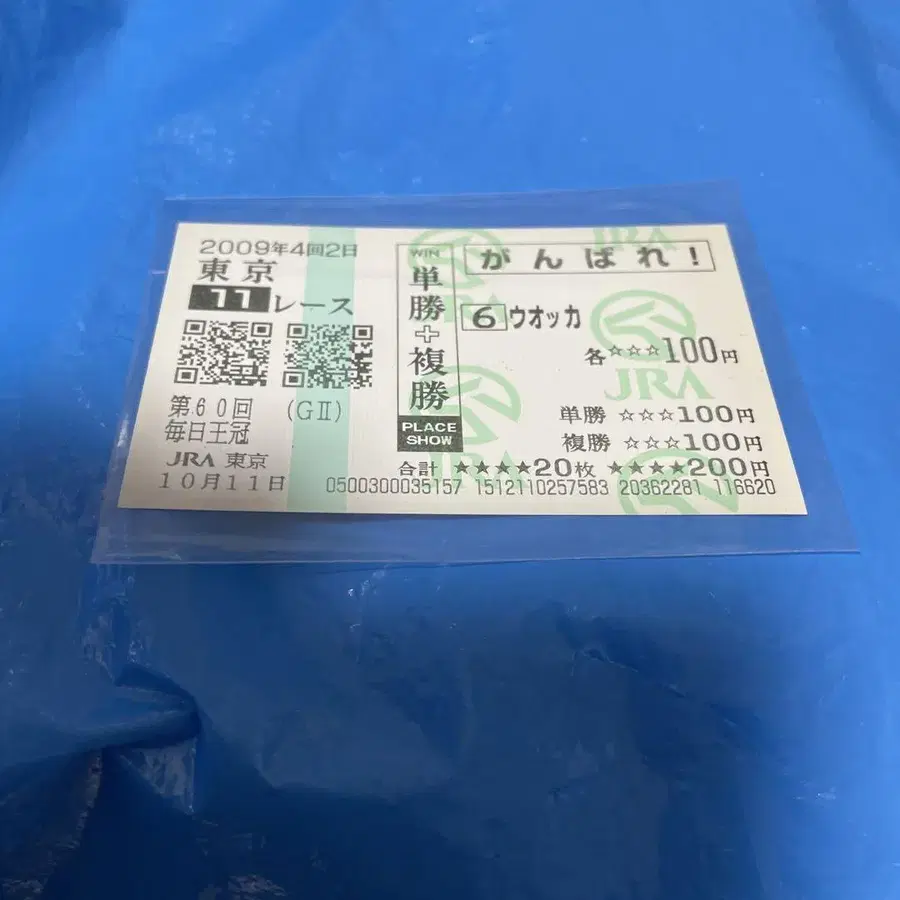 2009年4回2日
東京
11レース
第60回 (GⅡ)
毎日王冠
JRA 東京
10月11日
WIN
単勝+複勝
PLACE
SHOW
がんばれ!
6 ウオッカ
各☆☆☆100円
単勝 ☆☆☆100円
複勝 ☆☆☆100円
合計 ★★★★20枚 ★★★★200円
0500300035157 1512110257583 20362281 116620
JRA
JRA